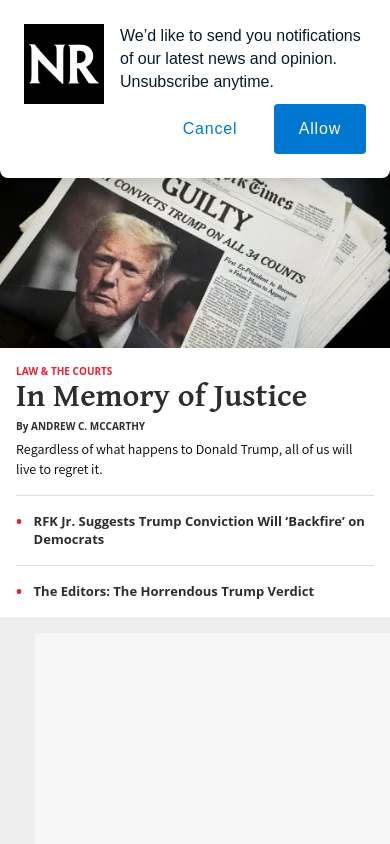 NR
We’d like to send you notifications
of our latest news and opinion.
Unsubscribe anytime.
Cancel
Allow
York Times
GUILTY
CONVICTS TRUMP ON ALL 34 COUNTS
First Ex-President to Become
a Felon Plans to Appeal
LAW & THE COURTS
In Memory of Justice
By ANDREW C. MCCARTHY
Regardless of what happens to Donald Trump, all of us will
live to regret it.
• RFK Jr. Suggests Trump Conviction Will ‘Backfire’ on
Democrats
• The Editors: The Horrendous Trump Verdict